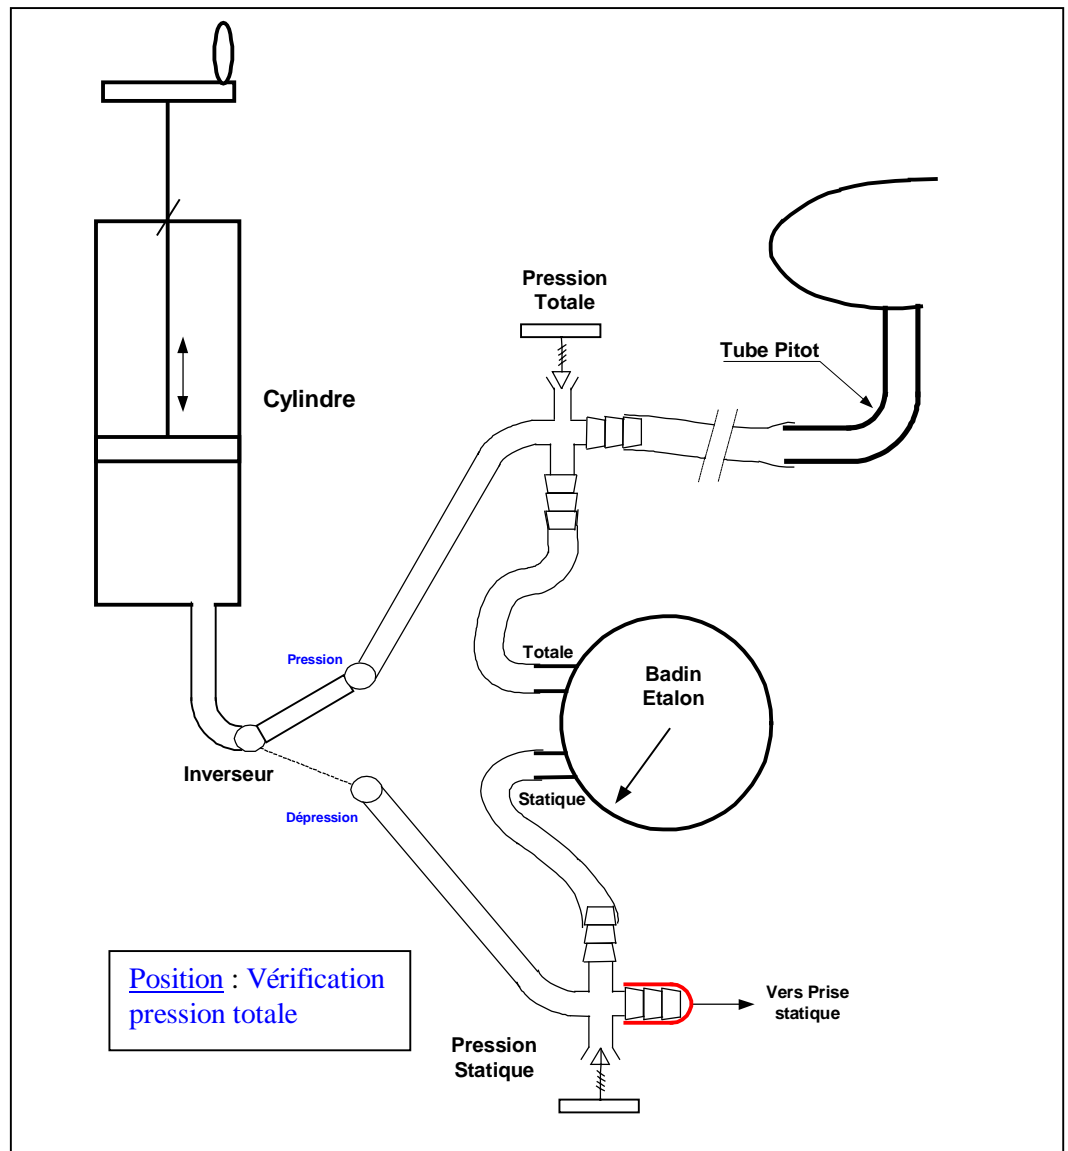 Pression
Totale
Tube Pitot
Cylindre
Totale
Pression
Badin
Etalon
Inverseur
Statique
Dépression
Position : Vérification
pression totale
Vers Prise
statique
Pression
Statique